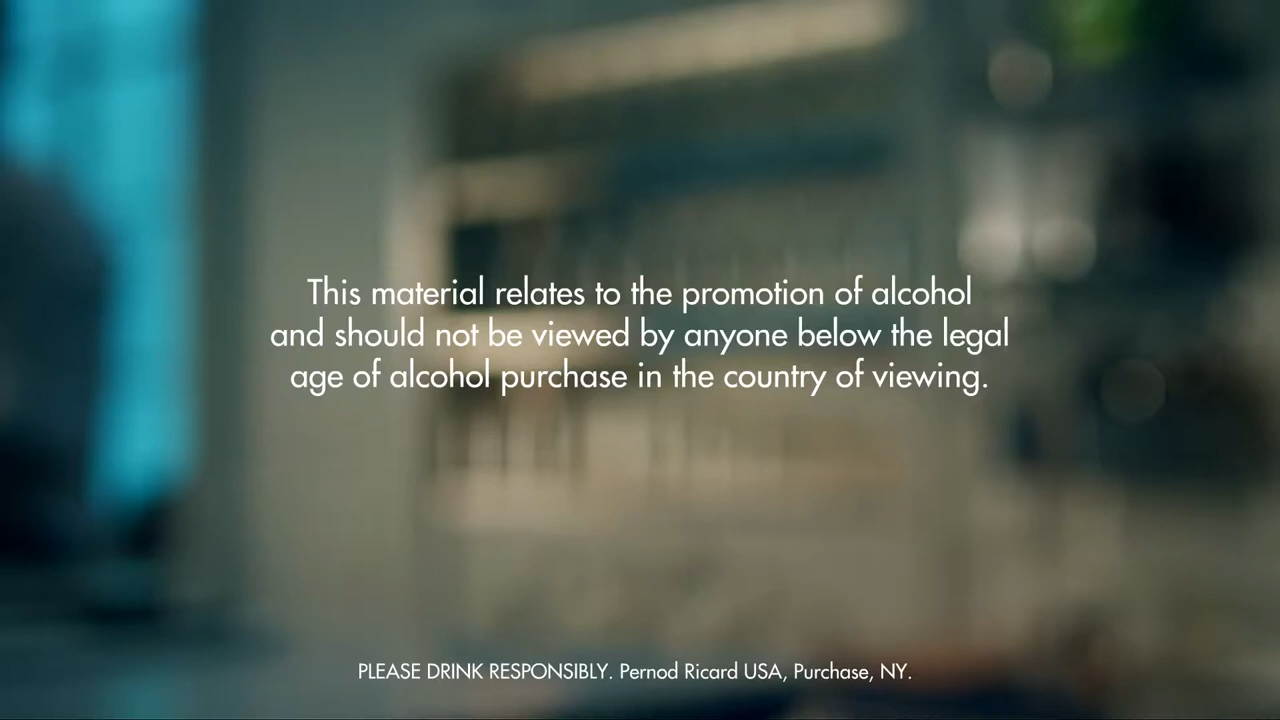 This material relates to the promotion of alcohol
and should not be viewed by anyone below the legal
age of alcohol purchase in the country of viewing.
PLEASE DRINK RESPONSIBLY. Pernod Ricard USA, Purchase, NY.